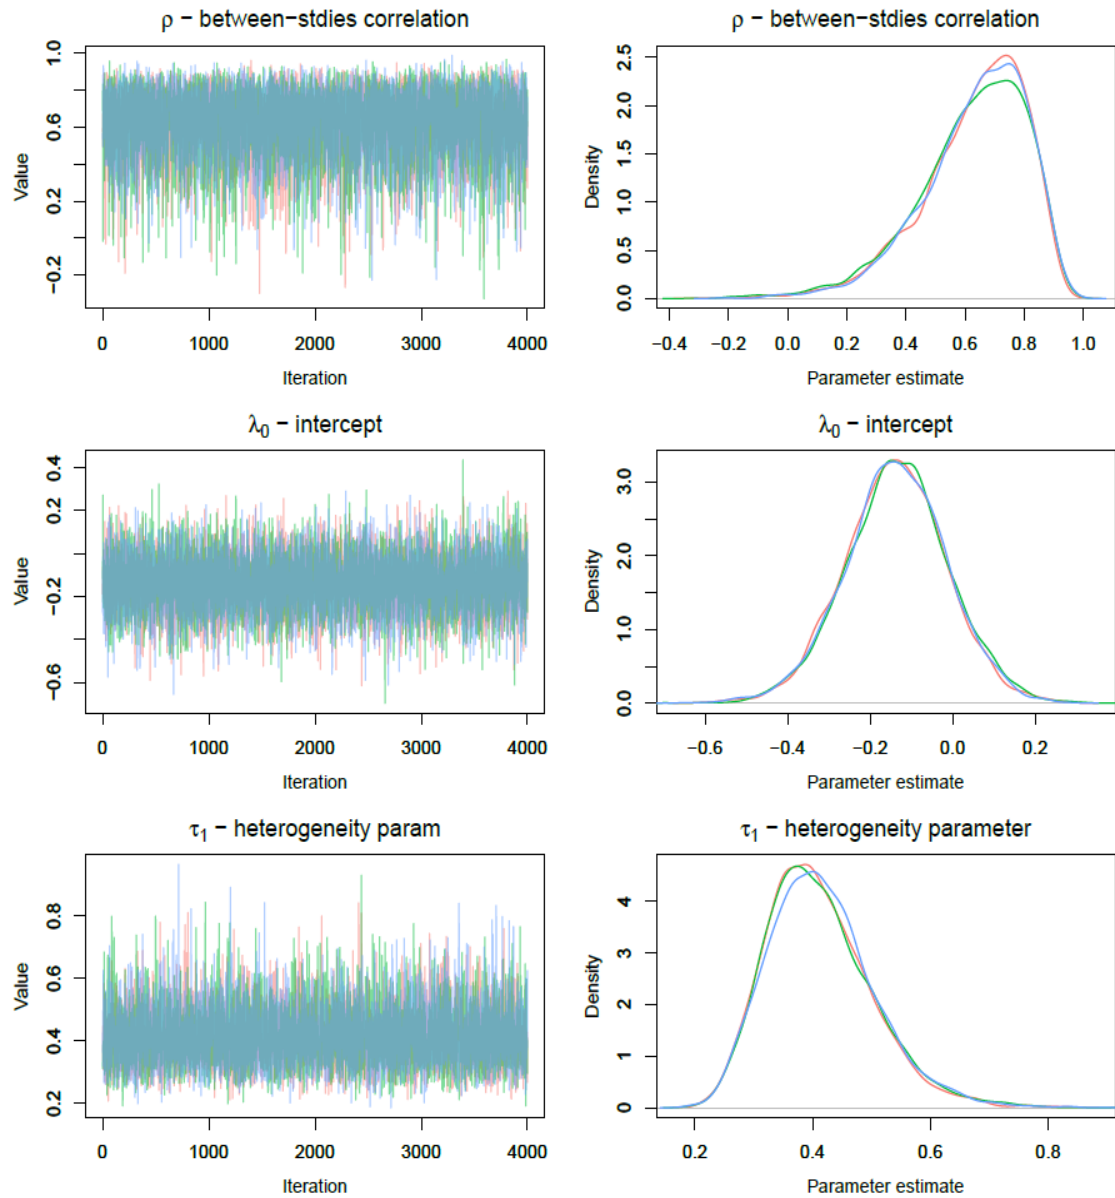 ρ − between−stdies correlation
ρ − between−stdies correlation
Value
1.0
0.6
0.2
−0.2
0 1000 2000 3000 4000
Iteration
Density
2.5
2.0
1.5
1.0
0.5
0.0
−0.4 −0.2 0.0 0.2 0.4 0.6 0.8 1.0
Parameter estimate
λ0 − intercept
λ0 − intercept
Value
0.4
0.2
−0.2
−0.6
0 1000 2000 3000 4000
Iteration
Density
3.0
2.0
1.0
0.0
−0.6 −0.4 −0.2 0.0 0.2
Parameter estimate
τ1 − heterogeneity param
τ1 − heterogeneity parameter
Value
0.8
0.6
0.4
0.2
0 1000 2000 3000 4000
Iteration
Density
4
3
2
1
0
0.2 0.4 0.6 0.8
Parameter estimate